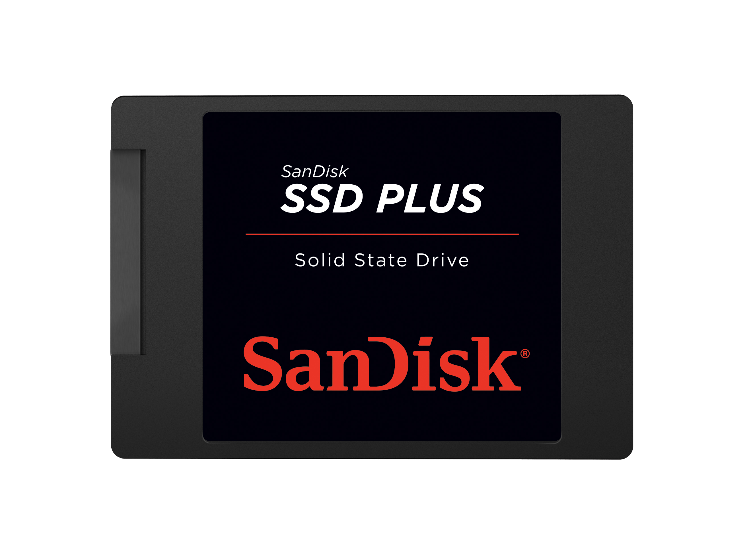 SanDisk
SSD PLUS
Solid State Drive
SanDisk®